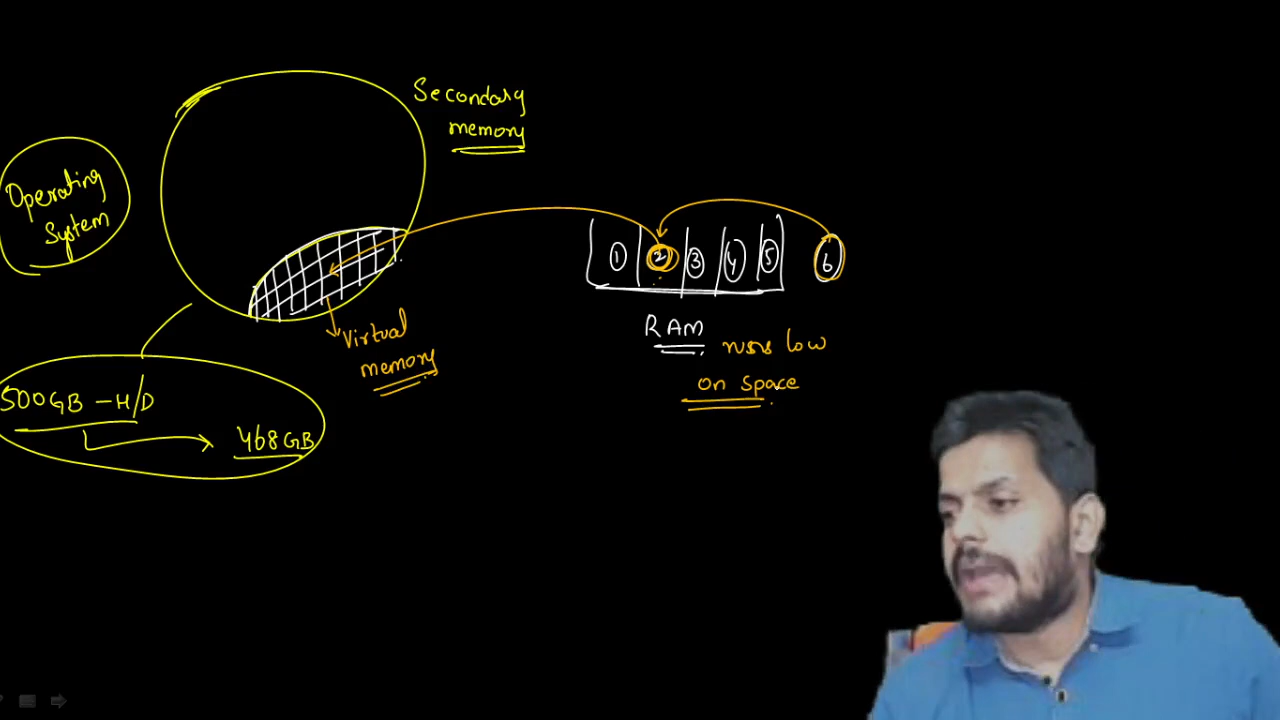 Secondary
memory
Operating
System
1 2 3 4 5 6
RAM runs low
on space
Virtual
memory
500GB - H/D
468GB